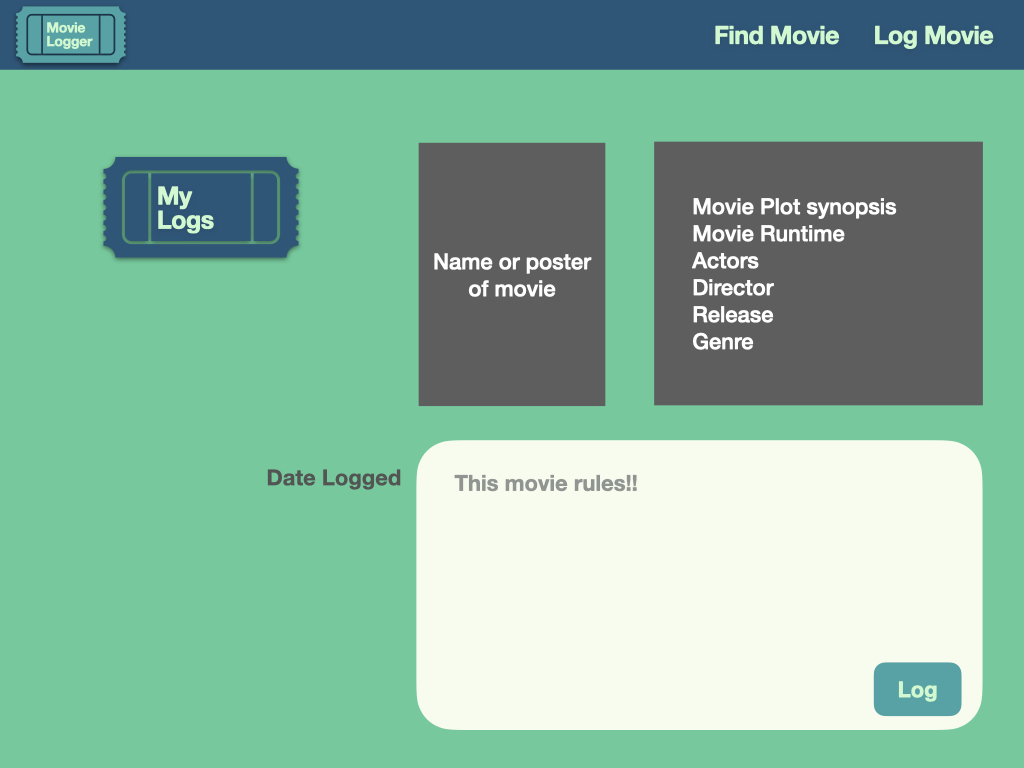 Movie
Logger
Find Movie
Log Movie
My
Logs
Name or poster
of movie
Movie Plot synopsis
Movie Runtime
Actors
Director
Release
Genre
Date Logged
This movie rules!!
Log